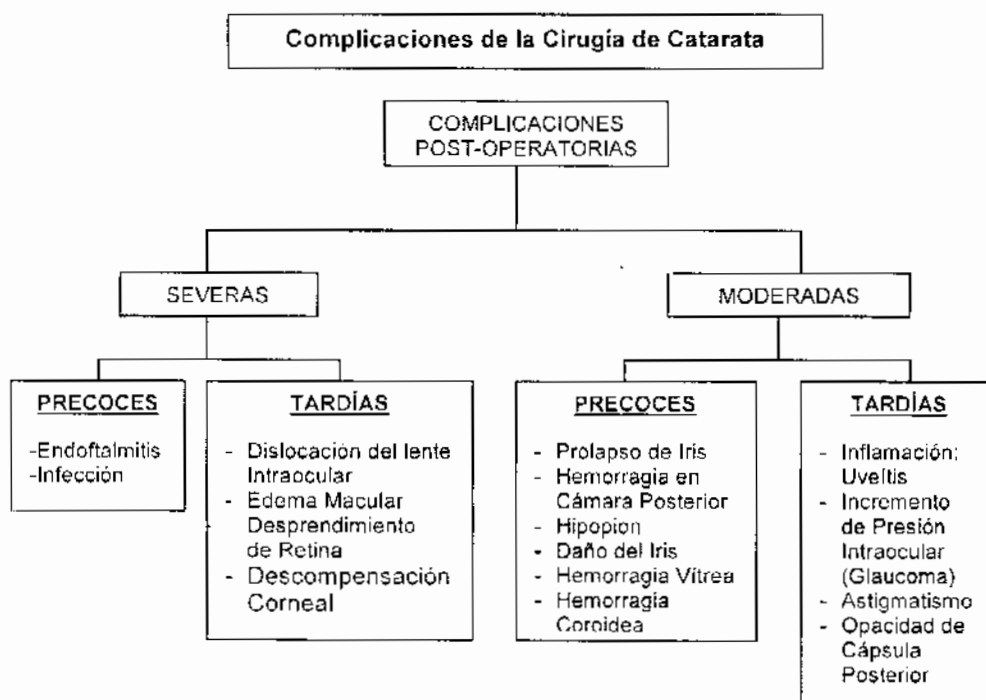 Complicaciones de la Cirugía de Catarata
COMPLICACIONES
POST-OPERATORIAS
SEVERAS
MODERADAS
PRECOCES
-Endoftalmitis
-Infección
TARDÍAS
- Dislocación del lente
Intraocular
- Edema Macular
Desprendimiento
de Retina
- Descompensación
Corneal
PRECOCES
- Prolapso de Iris
- Hemorragia en
Cámara Posterior
- Hipopion
- Daño del Iris
- Hemorragia Vítrea
- Hemorragia
Coroidea
TARDÍAS
- Inflamación:
Uveítis
- Incremento
de Presión
Intraocular
(Glaucoma)
- Astigmatismo
- Opacidad de
Cápsula
Posterior